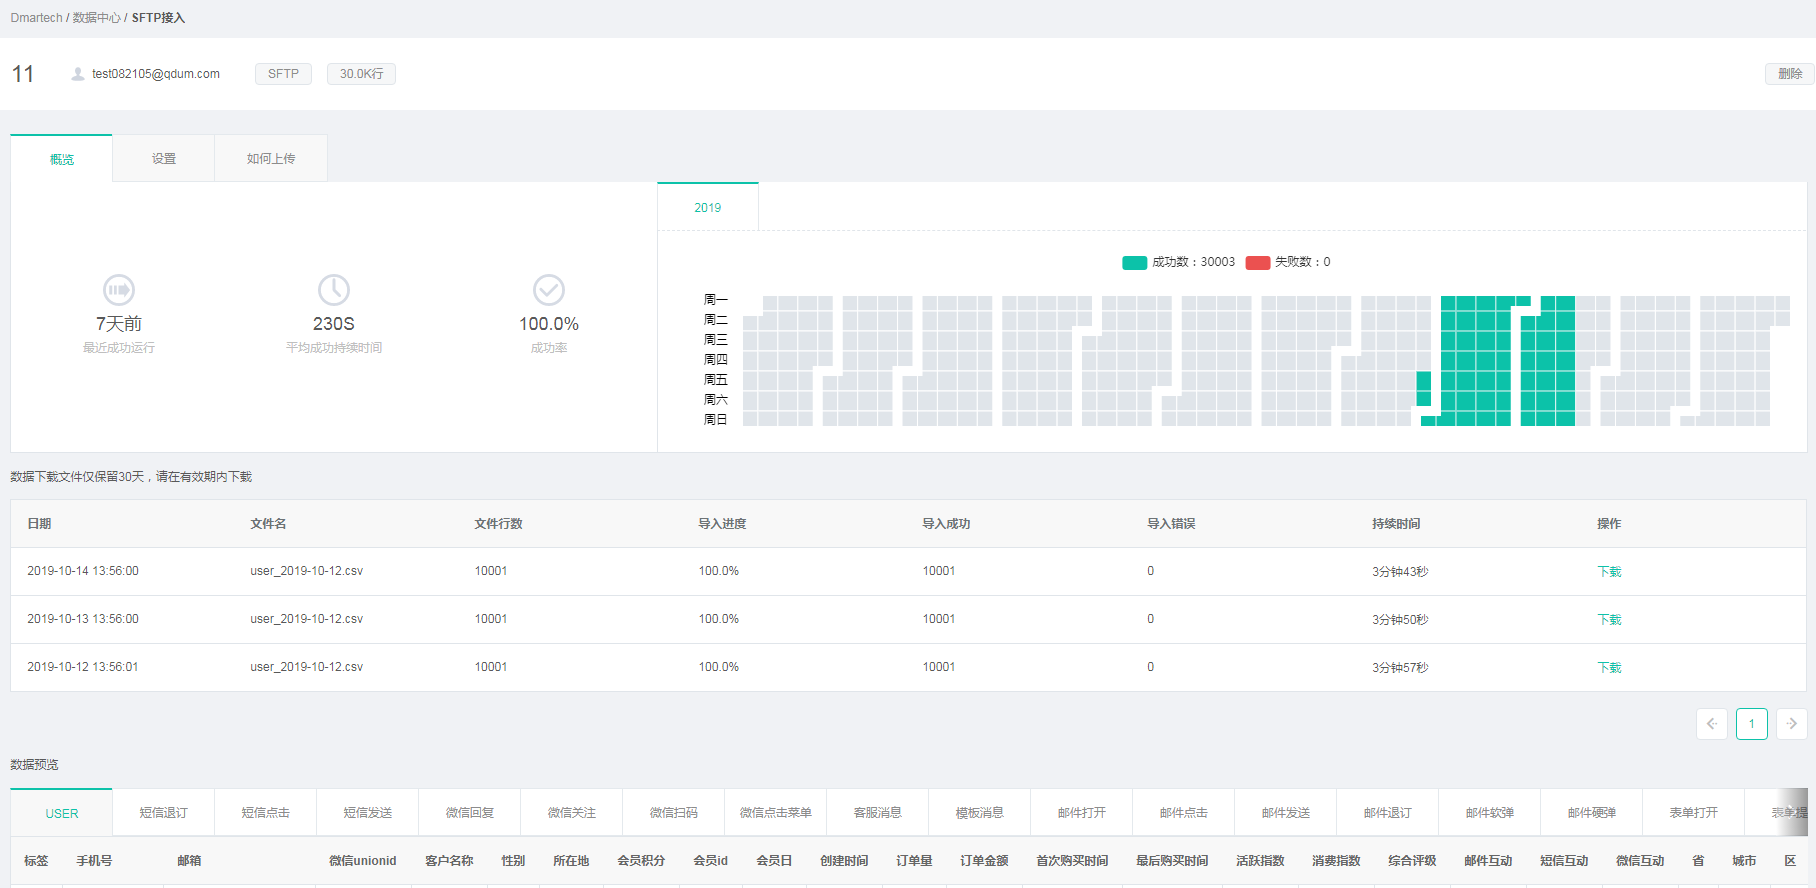 Dmartech / 数据中心 / SFTP接入
11 test082105@qdum.com SFTP 30.0K行 删除
概览 设置 如何上传
2019
成功数：30003 失败数：0
7天前 230S 100.0%
最近成功运行 平均成功持续时间 成功率
周一
周二
周三
周四
周五
周六
周日
数据下载文件仅保留30天，请在有效期内下载
日期 文件名 文件行数 导入进度 导入成功 导入错误 持续时间 操作
2019-10-14 13:56:00 user_2019-10-12.csv 10001 100.0% 10001 0 3分钟43秒 下载
2019-10-13 13:56:00 user_2019-10-12.csv 10001 100.0% 10001 0 3分钟50秒 下载
2019-10-12 13:56:01 user_2019-10-12.csv 10001 100.0% 10001 0 3分钟57秒 下载
1
数据预览
USER 短信退订 短信点击 短信发送 微信回复 微信关注 微信扫码 微信点击菜单 客服消息 模板消息 邮件打开 邮件点击 邮件发送 邮件退订 邮件软弹 邮件硬弹 表单打开 表单提
标签 手机号 邮箱 微信unionid 客户名称 性别 所在地 会员积分 会员id 会员日 创建时间 订单量 订单金额 首次购买时间 最后购买时间 活跃指数 消费指数 综合评级 邮件互动 短信互动 微信互动 省 城市 区